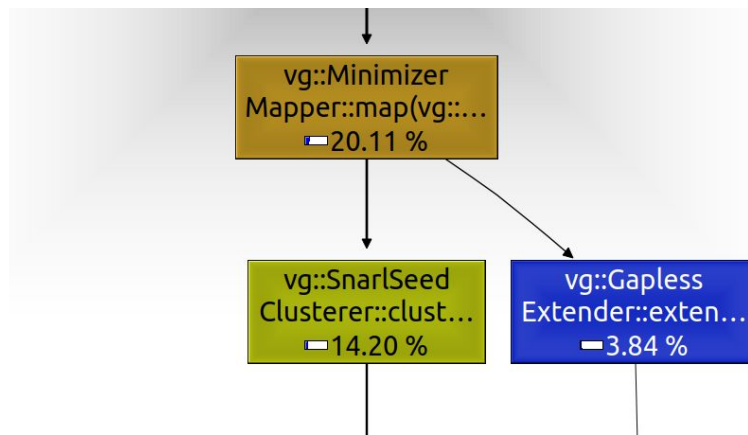 vg::Minimizer
Mapper::map(vg::...
20.11 %
vg::SnarlSeed
Clusterer::clust...
14.20 %
vg::Gapless
Extender::exten...
3.84 %